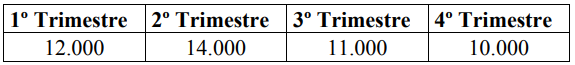 1º Trimestre 2º Trimestre 3º Trimestre 4º Trimestre
12.000 14.000 11.000 10.000